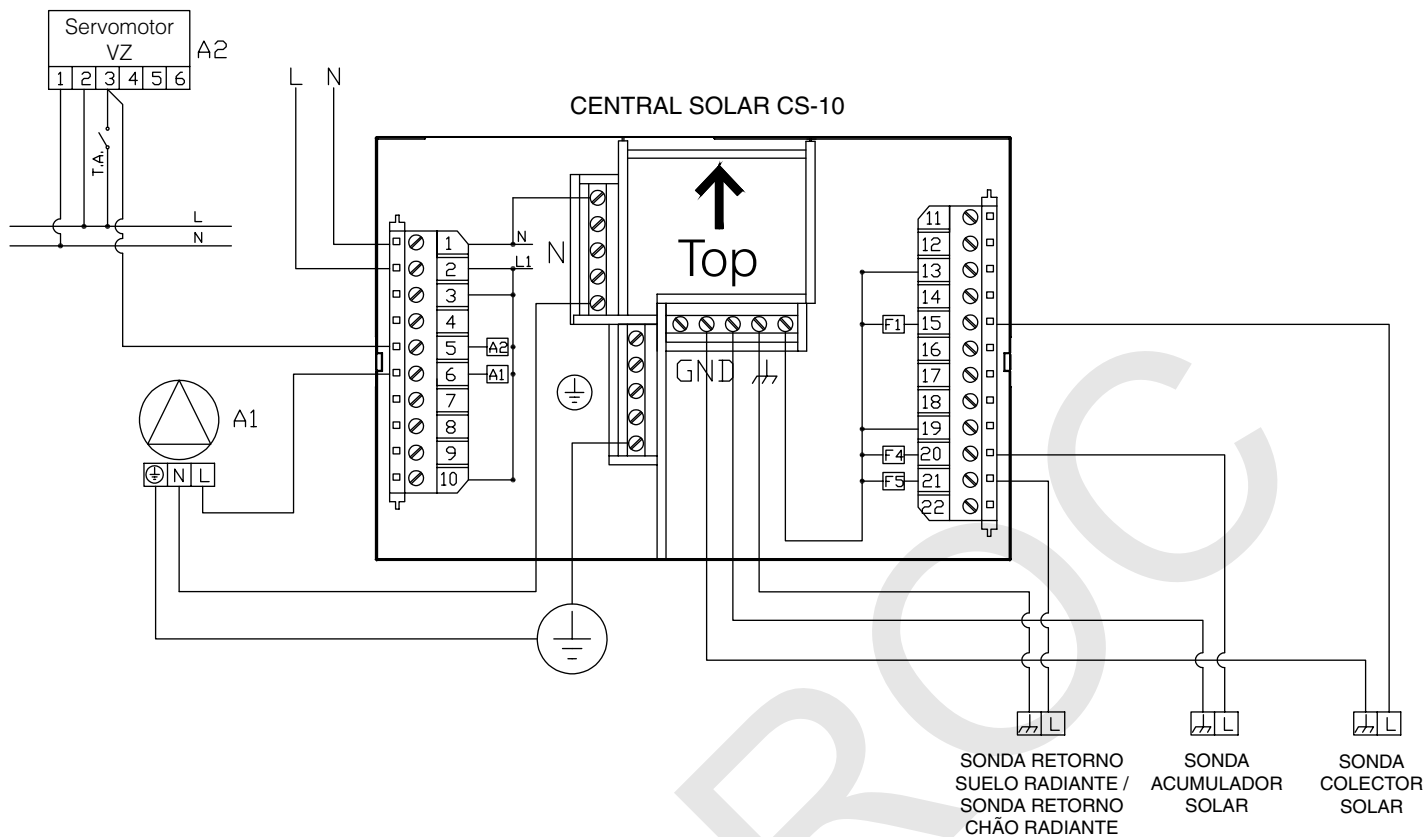 Servomotor
VZ
A2
1 2 3 4 5 6
L N
CENTRAL SOLAR CS-10
T.A.
L
N
Top
N
N
L1
1
2
3
4
5
6
7
8
9
10
A2
A1
GND
11
12
13
14
15
16
17
18
19
20
21
22
F1
F4
F5
A1
N L
L
L
L
SONDA RETORNO
SUELO RADIANTE /
SONDA RETORNO
CHÃO RADIANTE
SONDA
ACUMULADOR
SOLAR
SONDA
COLECTOR
SOLAR
ROC